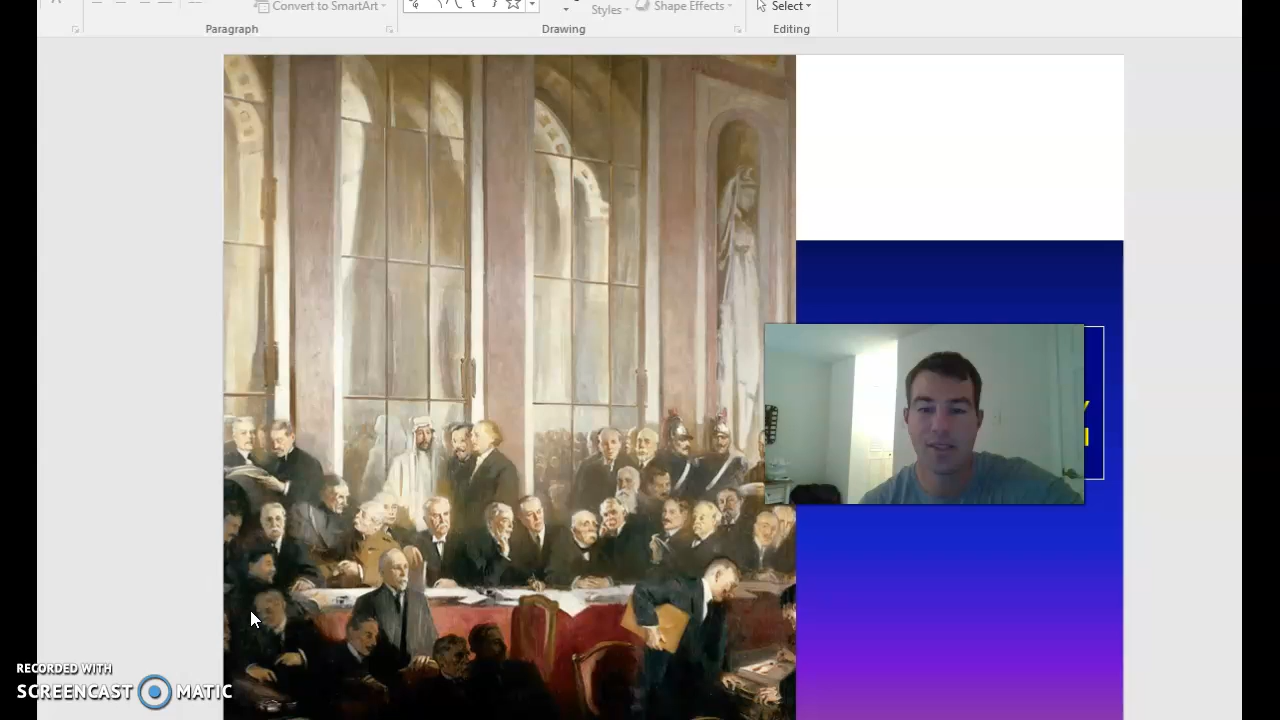 Convert to SmartArt
Styles
Shape Effects
Select
Paragraph
Drawing
Editing
Y
RECORDED WITH
SCREENCAST MATIC